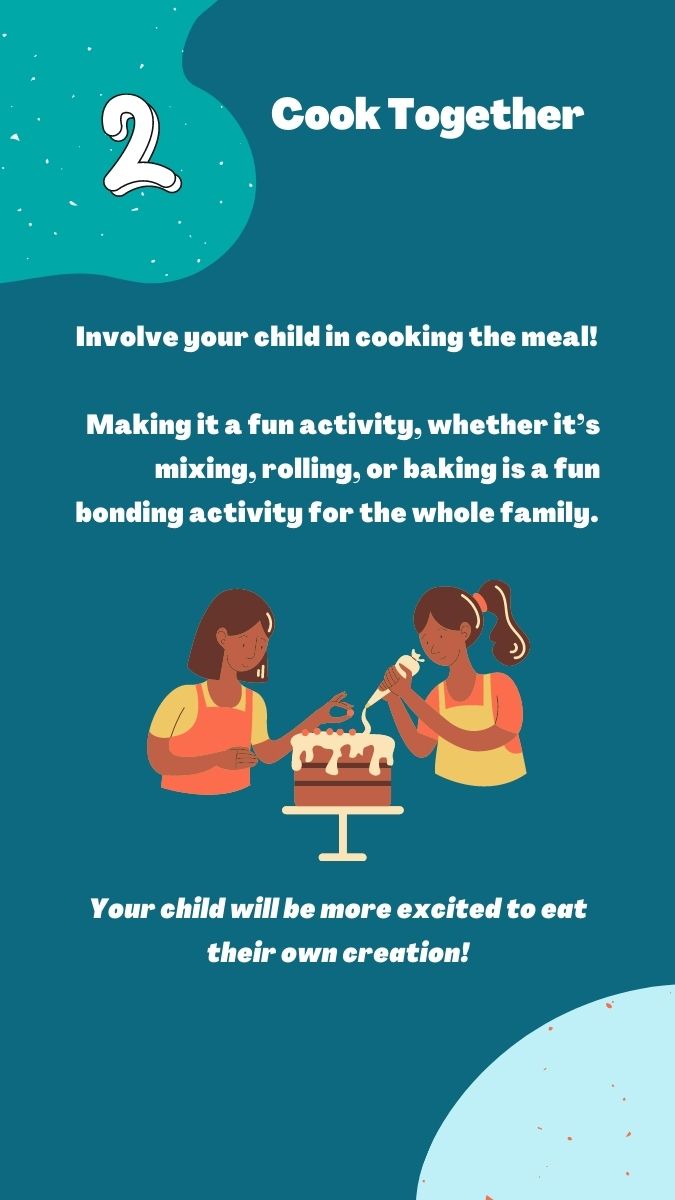 2
Cook Together
Involve your child in cooking the meal!
Making it a fun activity, whether it's
mixing, rolling, or baking is a fun
bonding activity for the whole family.
Your child will be more excited to eat
their own creation!